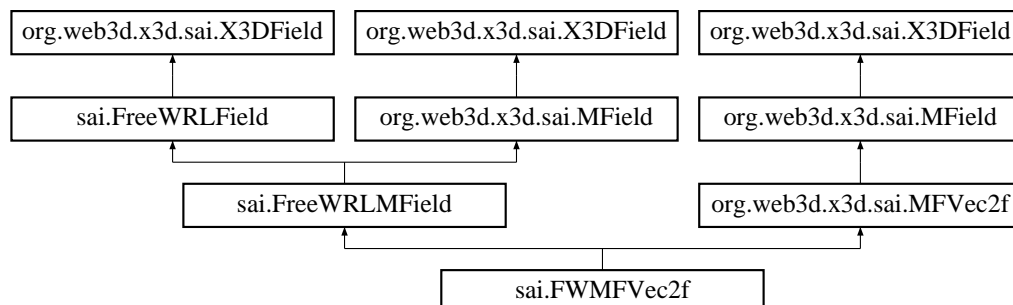 org.web3d.x3d.sai.X3DField
org.web3d.x3d.sai.X3DField
org.web3d.x3d.sai.X3DField
sai.FreeWRLField
org.web3d.x3d.sai.MField
org.web3d.x3d.sai.MField
sai.FreeWRLMField
org.web3d.x3d.sai.MFVec2f
sai.FWMFVec2f